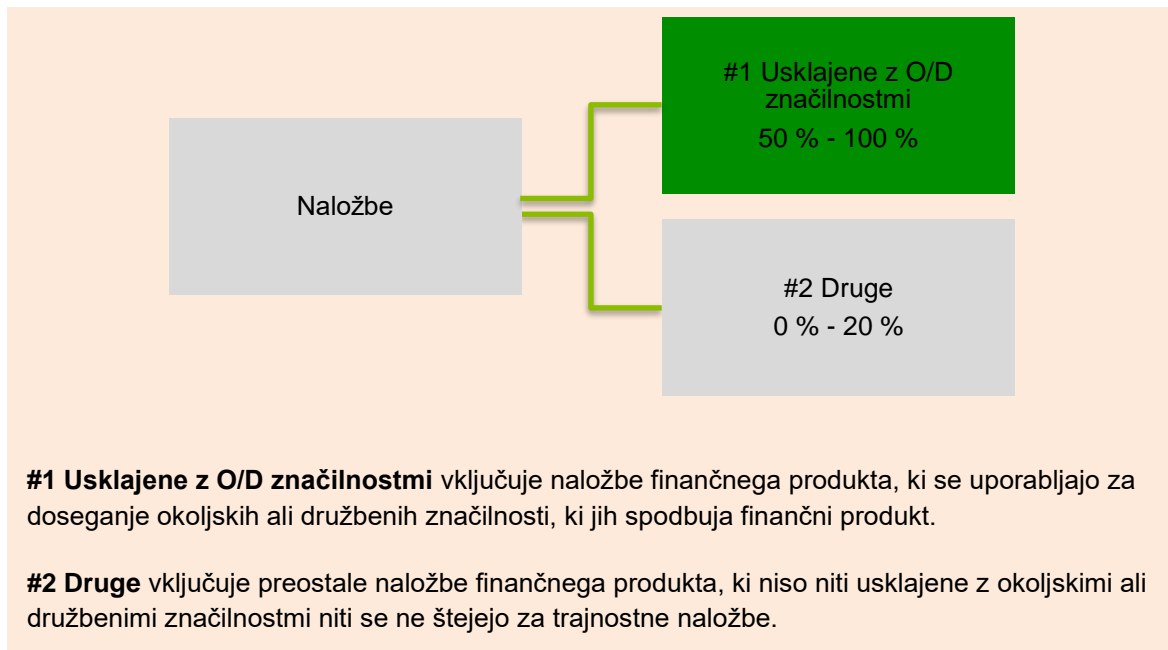 #1 Usklajene z O/D
značilnostmi
50 % - 100 %
Naložbe
#2 Druge
0 % - 20 %
#1 Usklajene z O/D značilnostmi vključuje naložbe finančnega produkta, ki se uporabljajo za
doseganje okoljskih ali družbenih značilnosti, ki jih spodbuja finančni produkt.
#2 Druge vključuje preostale naložbe finančnega produkta, ki niso niti usklajene z okoljskimi ali
družbenimi značilnostmi niti se ne štejejo za trajnostne naložbe.